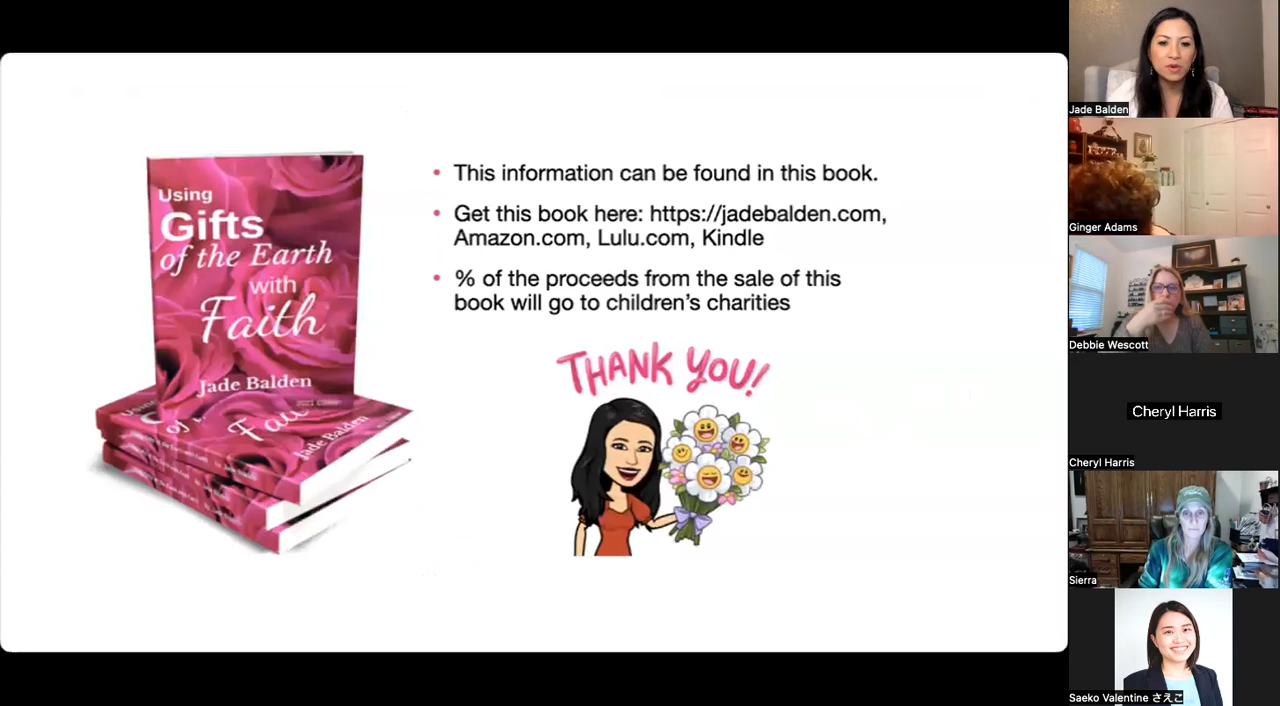 Using
Gifts
of the Earth
with
Faith
Jade Balden
Jade Balden
• This information can be found in this book.
• Get this book here: https://jadebalden.com,
Amazon.com, Lulu.com, Kindle
• % of the proceeds from the sale of this
book will go to children's charities
THANK YOU!
Jade Balden
Ginger Adams
Debbie Wescott
Cheryl Harris
Cheryl Harris
Sierra
Saeko Valentine さえこ